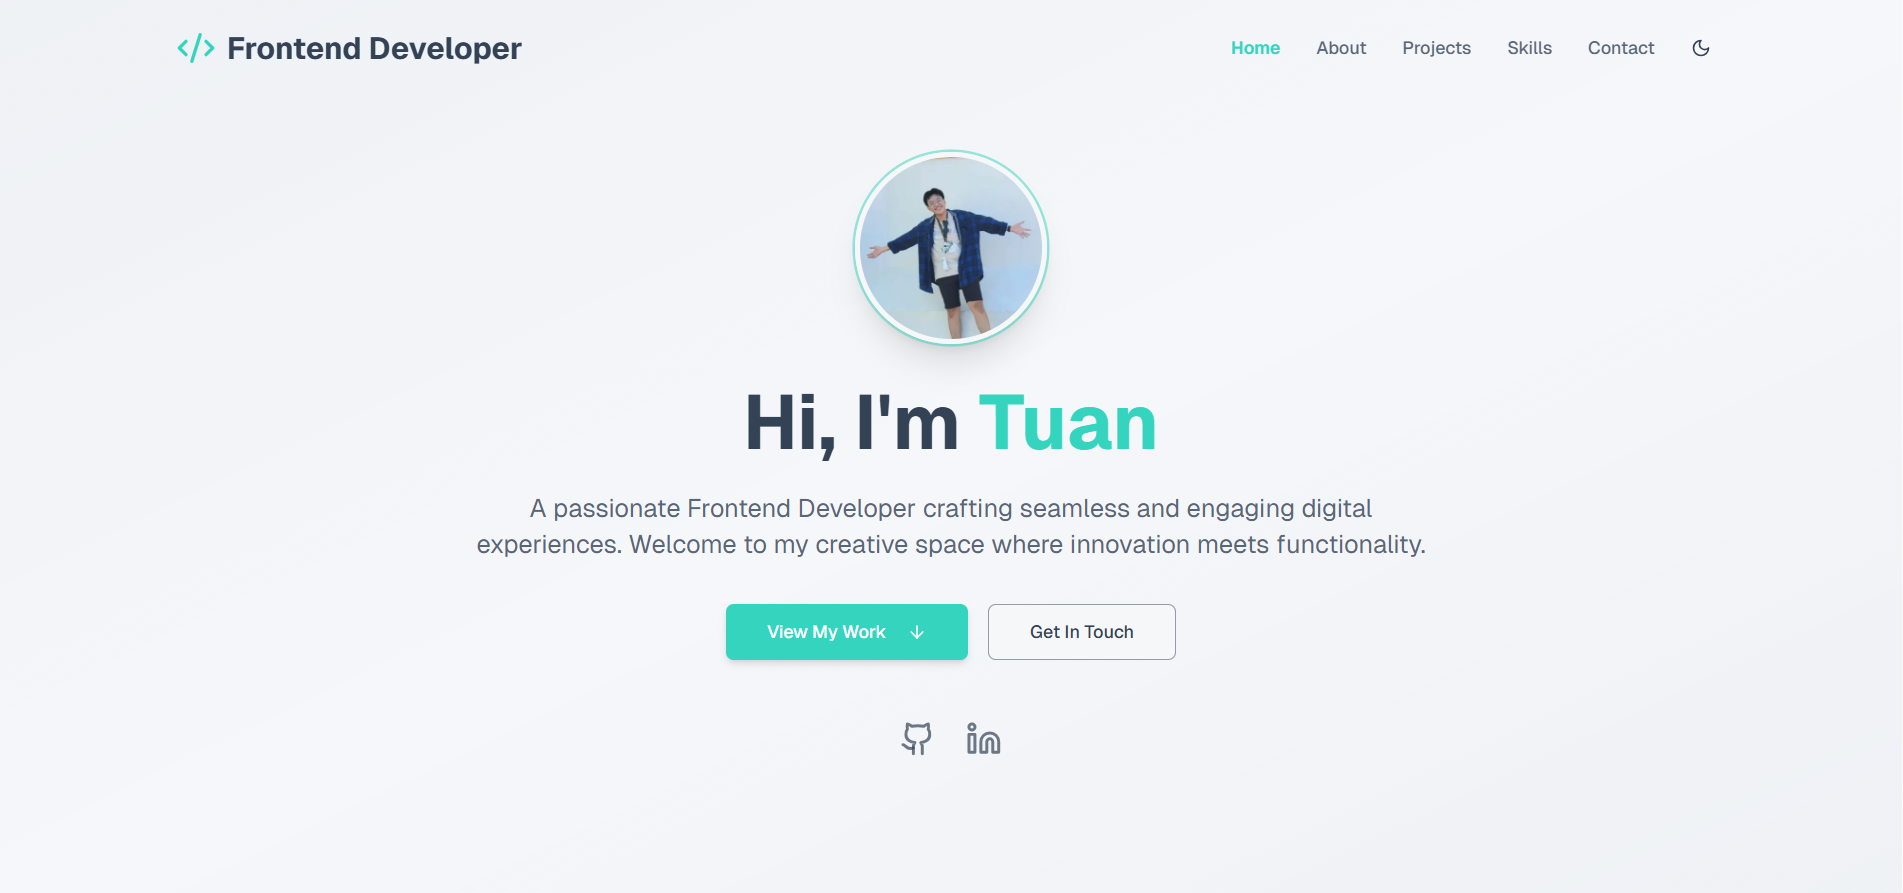 Frontend Developer
Home
About
Projects
Skills
Contact
Hi, I'm Tuan
A passionate Frontend Developer crafting seamless and engaging digital
experiences. Welcome to my creative space where innovation meets functionality.
View My Work
Get In Touch